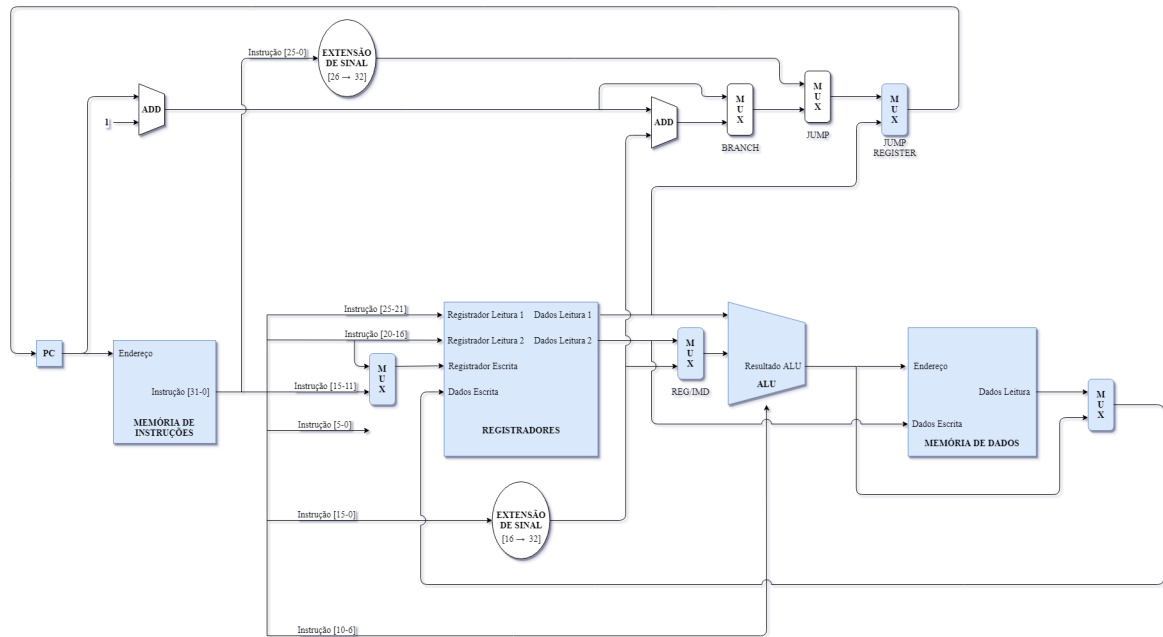 Instrução [25-0]
EXTENSÃO
DE SINAL
[26 → 32]
ADD
1
ADD
M
U
X
BRANCH
M
U
X
JUMP
M
U
X
JUMP
REGISTER
PC
Endereço
Instrução [31-0]
MEMÓRIA DE
INSTRUÇÕES
Instrução [25-21]
Instrução [20-16]
Instrução [15-11]
Instrução [5-0]
Instrução [15-0]
Instrução [10-6]
M
U
X
Registrador Leitura 1
Dados Leitura 1
Registrador Leitura 2
Dados Leitura 2
Registrador Escrita
Dados Escrita
REGISTRADORES
EXTENSÃO
DE SINAL
[16 → 32]
M
U
X
REG/IMD
Resultado ALU
ALU
Endereço
Dados Leitura
Dados Escrita
MEMÓRIA DE DADOS
M
U
X